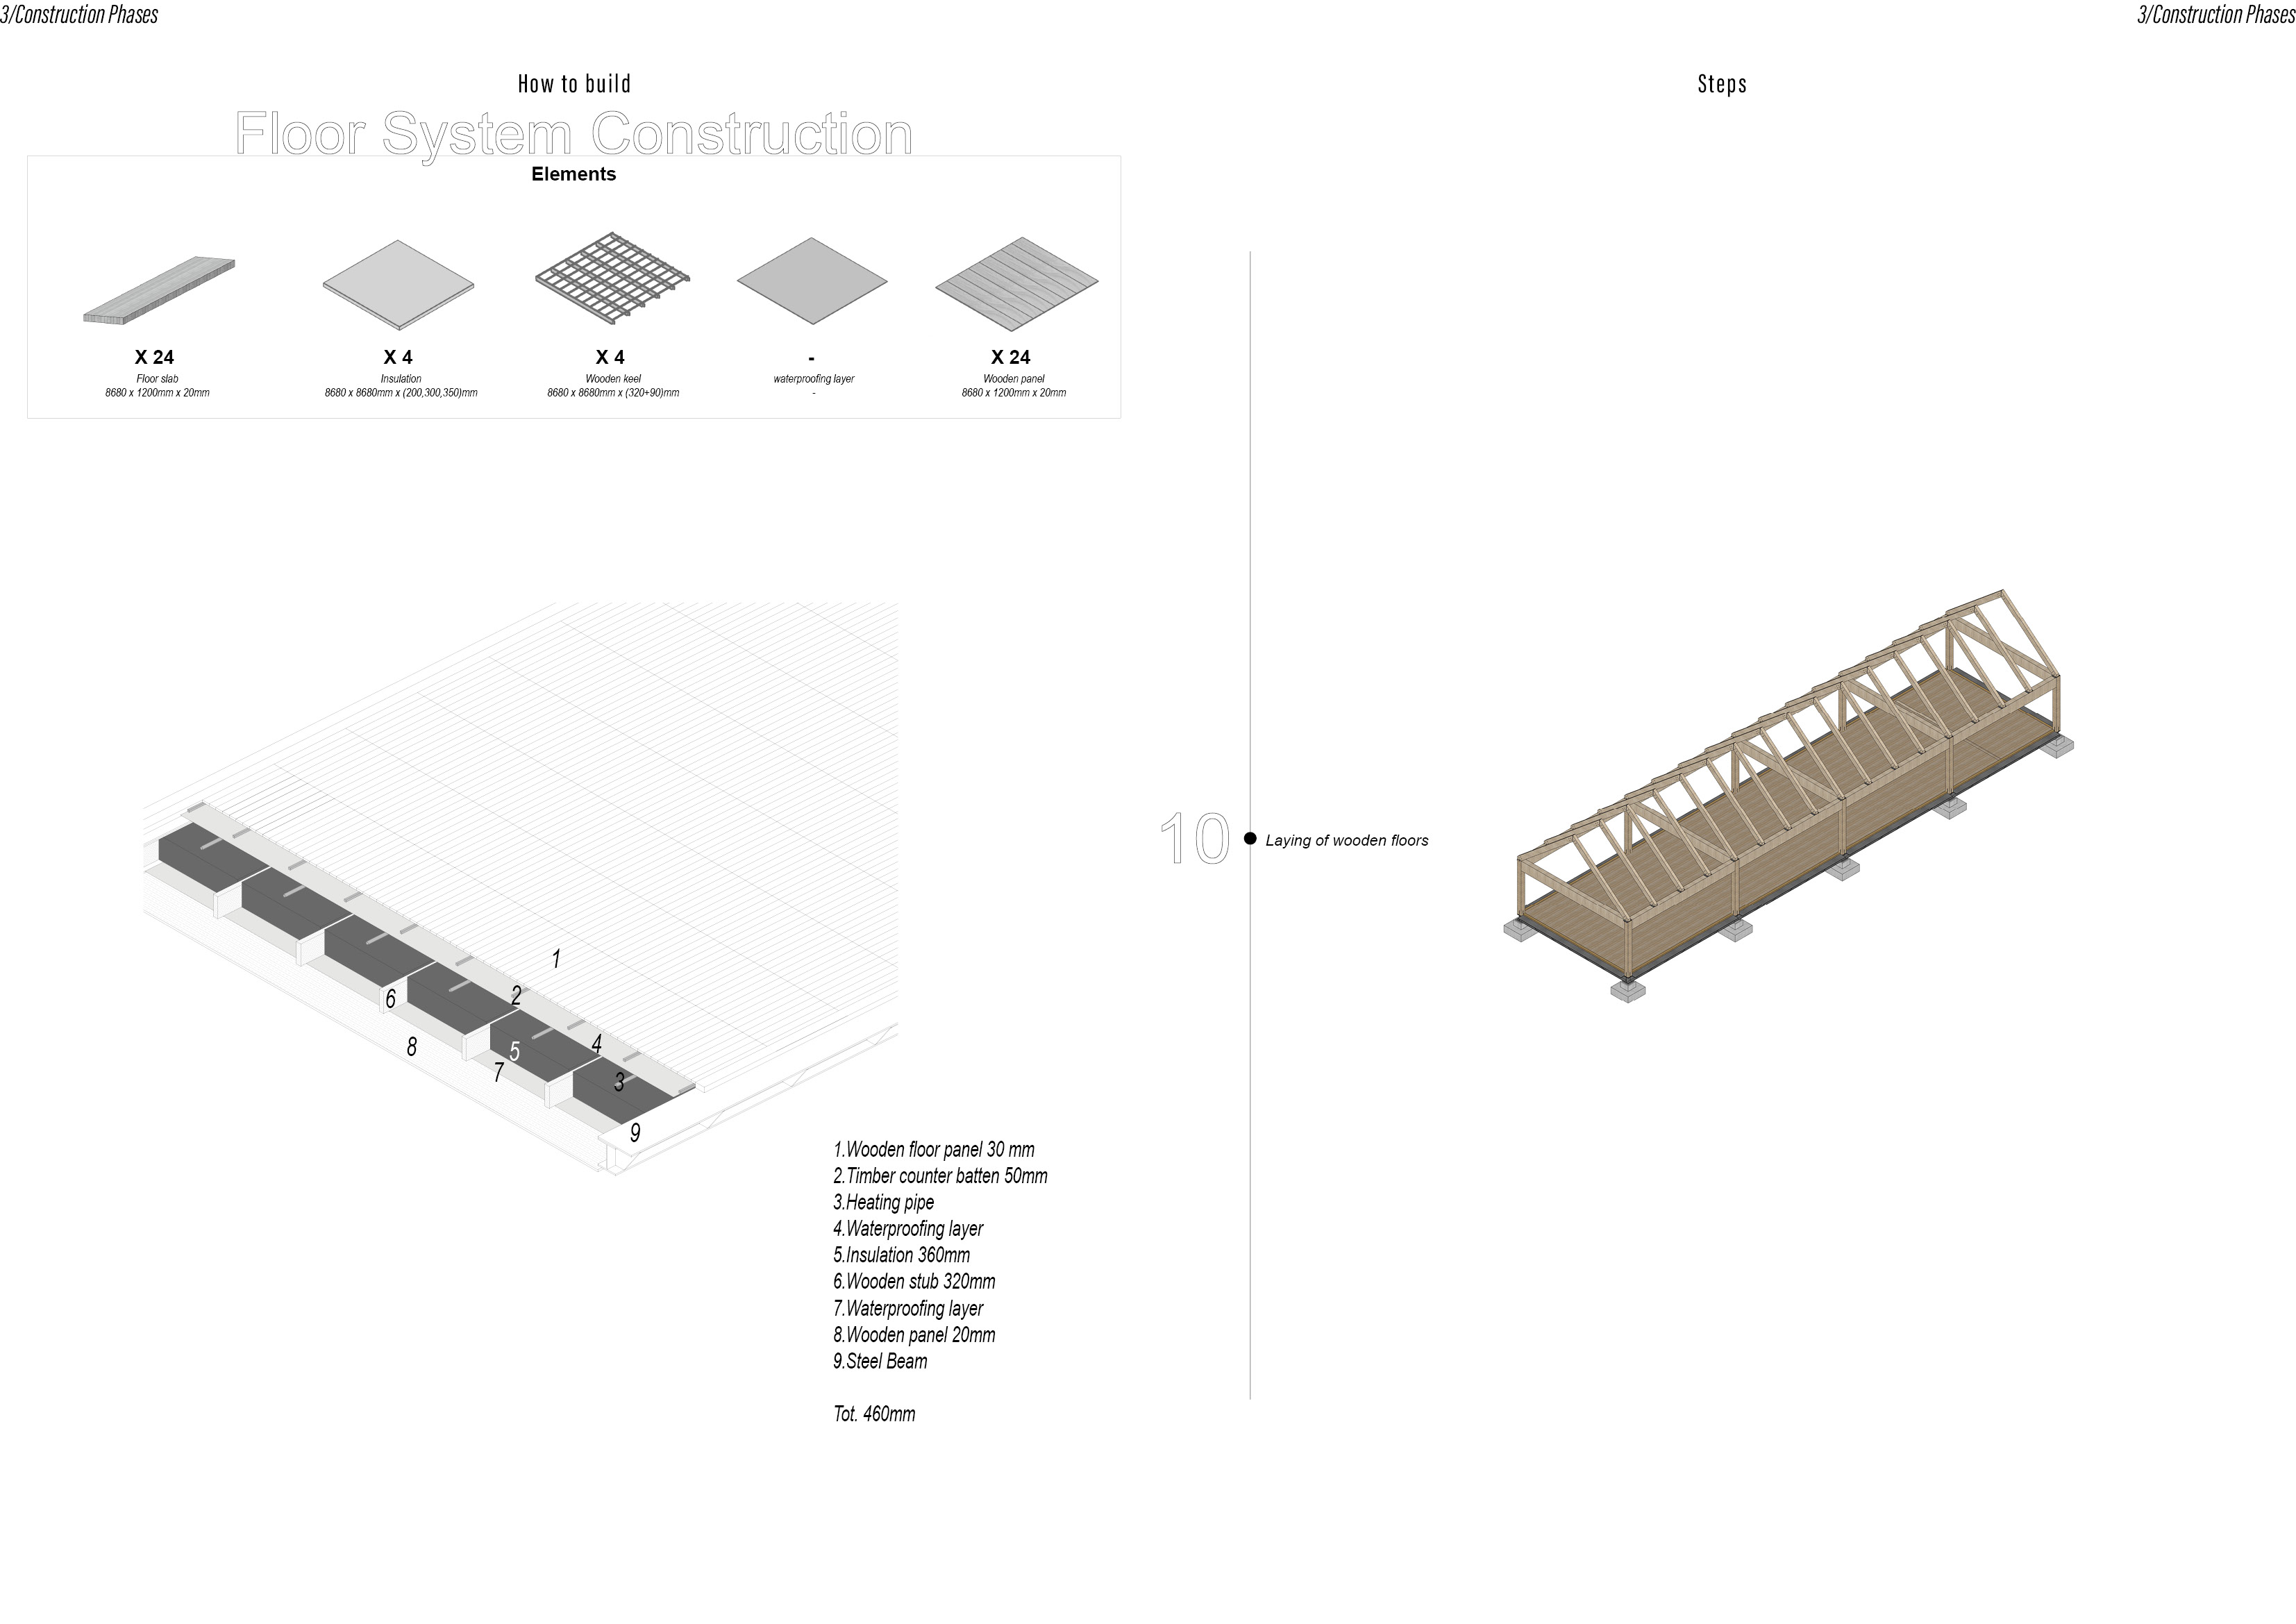 3/Construction Phases
3/Construction Phases
How to build
Steps
Floor System Construction
Elements
X 24
Floor slab
8680 x 1200mm x 20mm
X 4
Insulation
8680 x 8680mm x (200,300,350)mm
X 4
Wooden keel
8680 x 8680mm x (320+90)mm
-
waterproofing layer
-
X 24
Wooden panel
8680 x 1200mm x 20mm
1
2
6
4
8
5
7
3
9
1.Wooden floor panel 30 mm
2.Timber counter batten 50mm
3.Heating pipe
4.Waterproofing layer
5.Insulation 360mm
6.Wooden stub 320mm
7.Waterproofing layer
8.Wooden panel 20mm
9.Steel Beam
Tot. 460mm
10
Laying of wooden floors